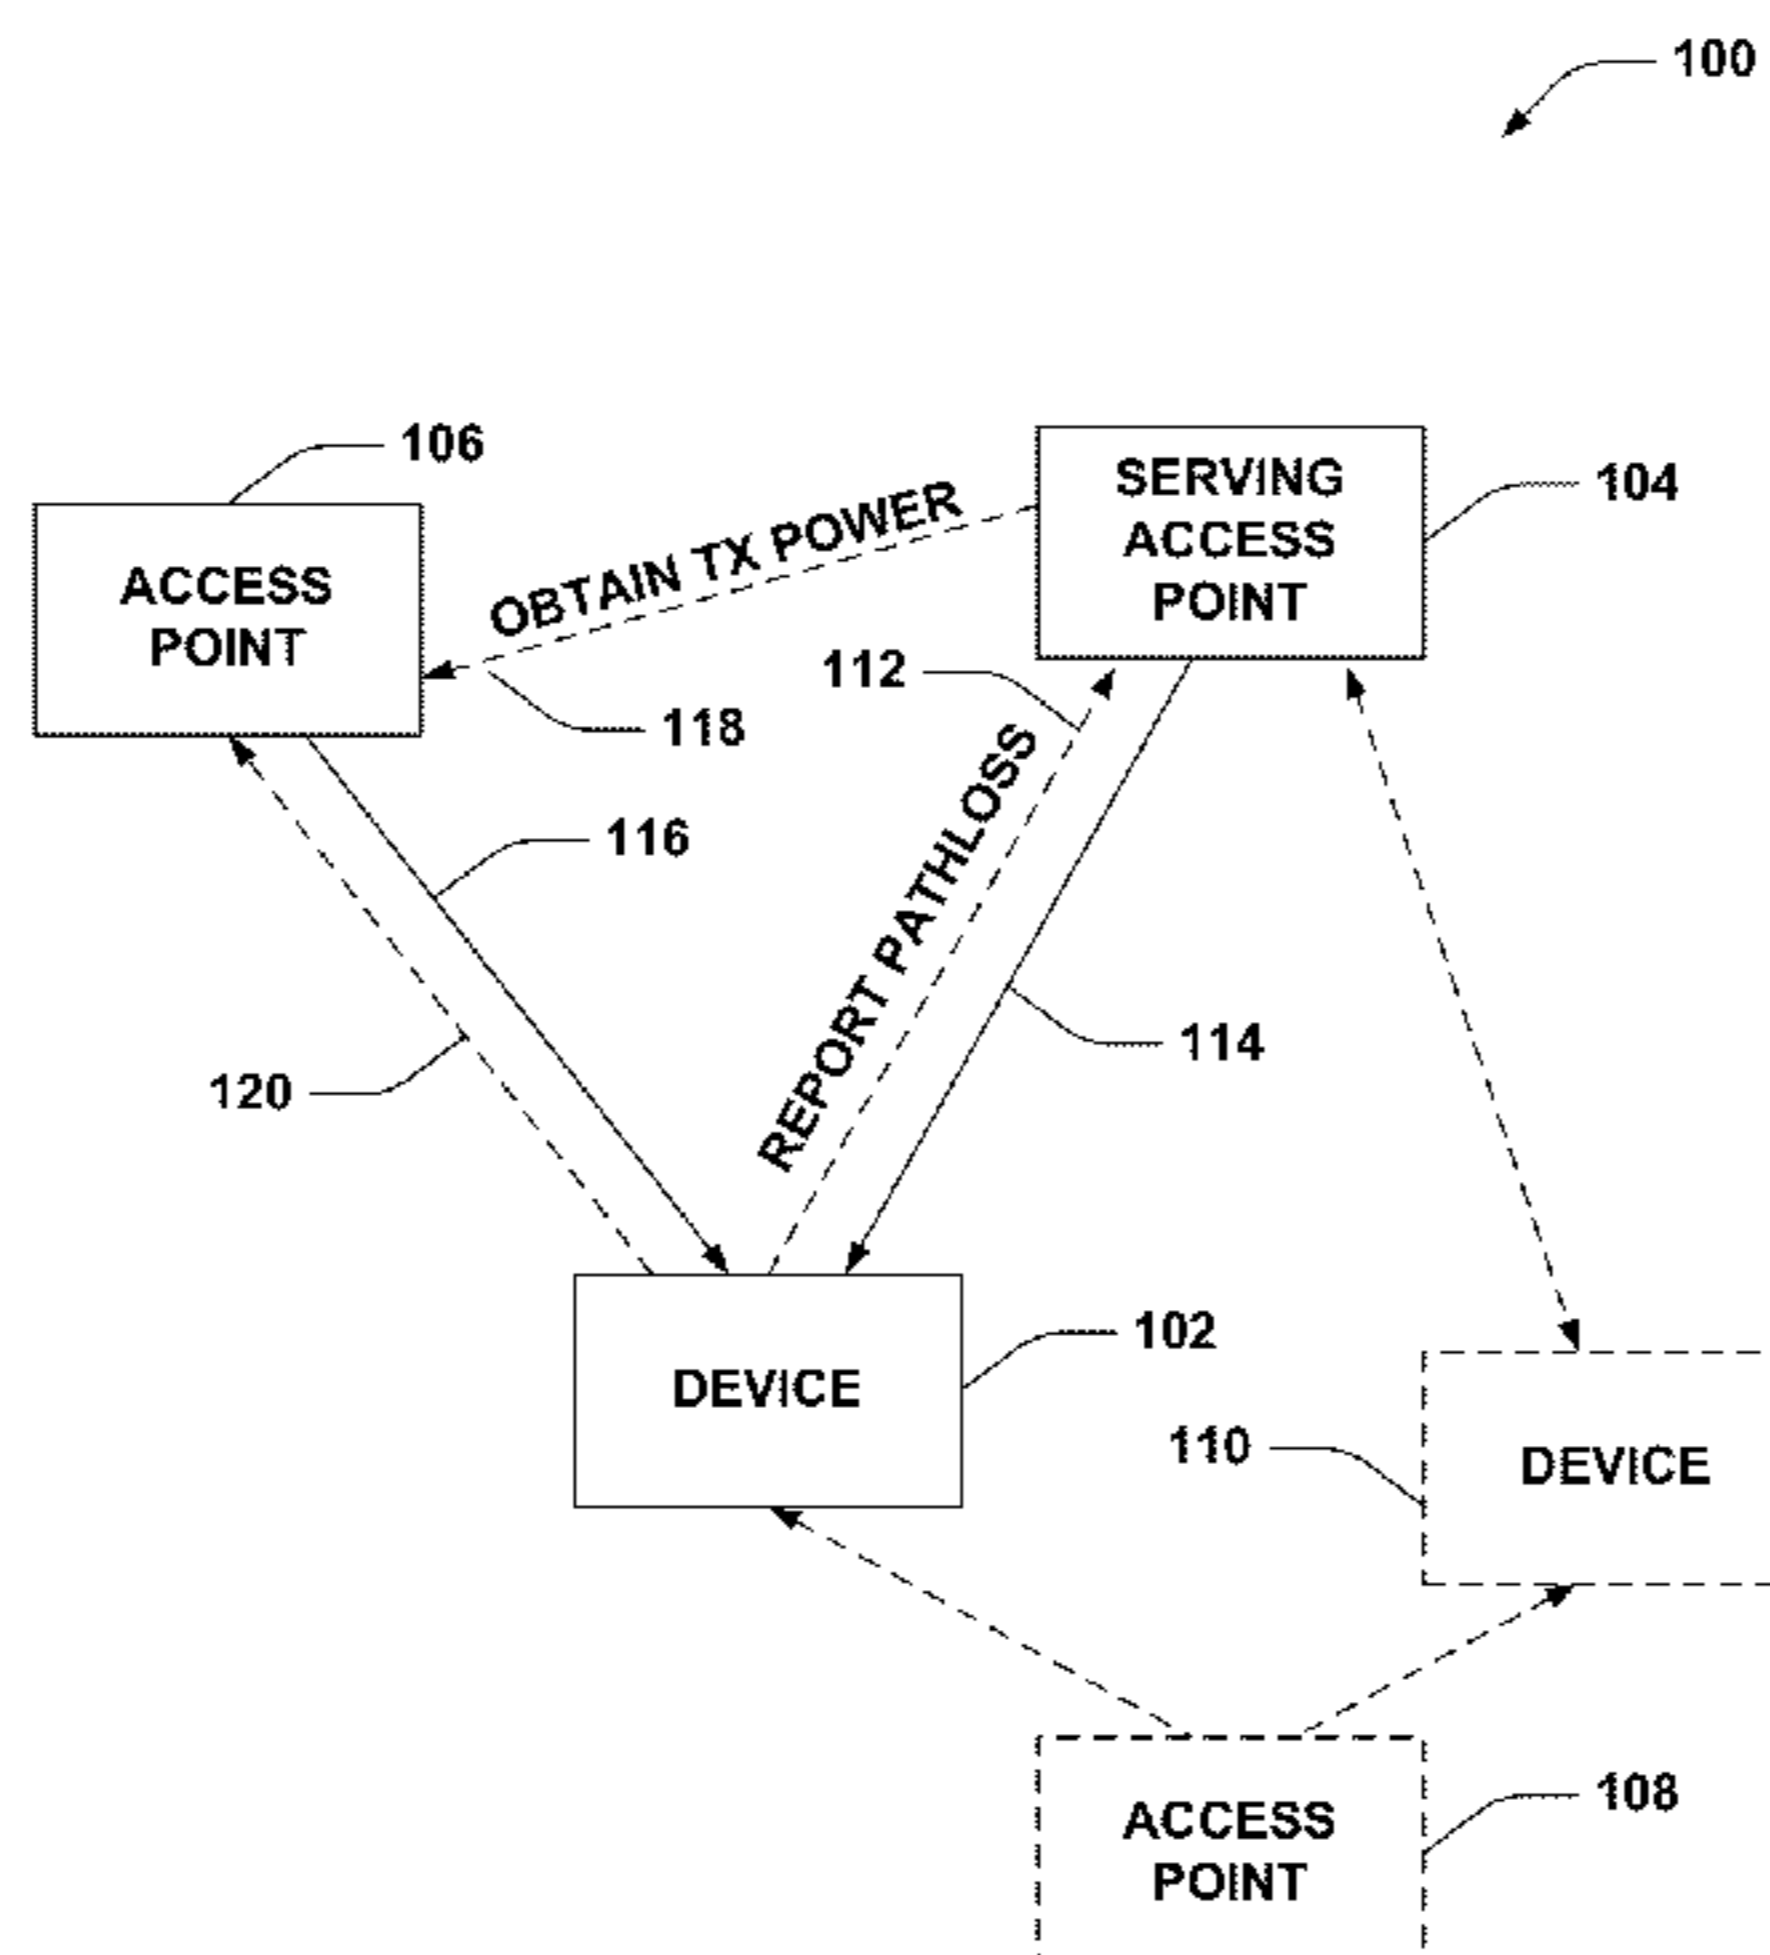 100
106
SERVING
ACCESS
POINT
104
ACCESS
POINT
OBTAIN TX POWER
112
118
REPORT PATHLOSS
116
114
120
102
DEVICE
110
DEVICE
108
ACCESS
POINT